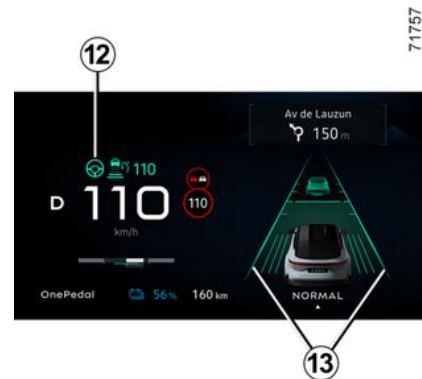 71757
12
Av de Lauzun
150 m
110
D
110
110
km/h
OnePedal
56%
160 km
NORMAL
13